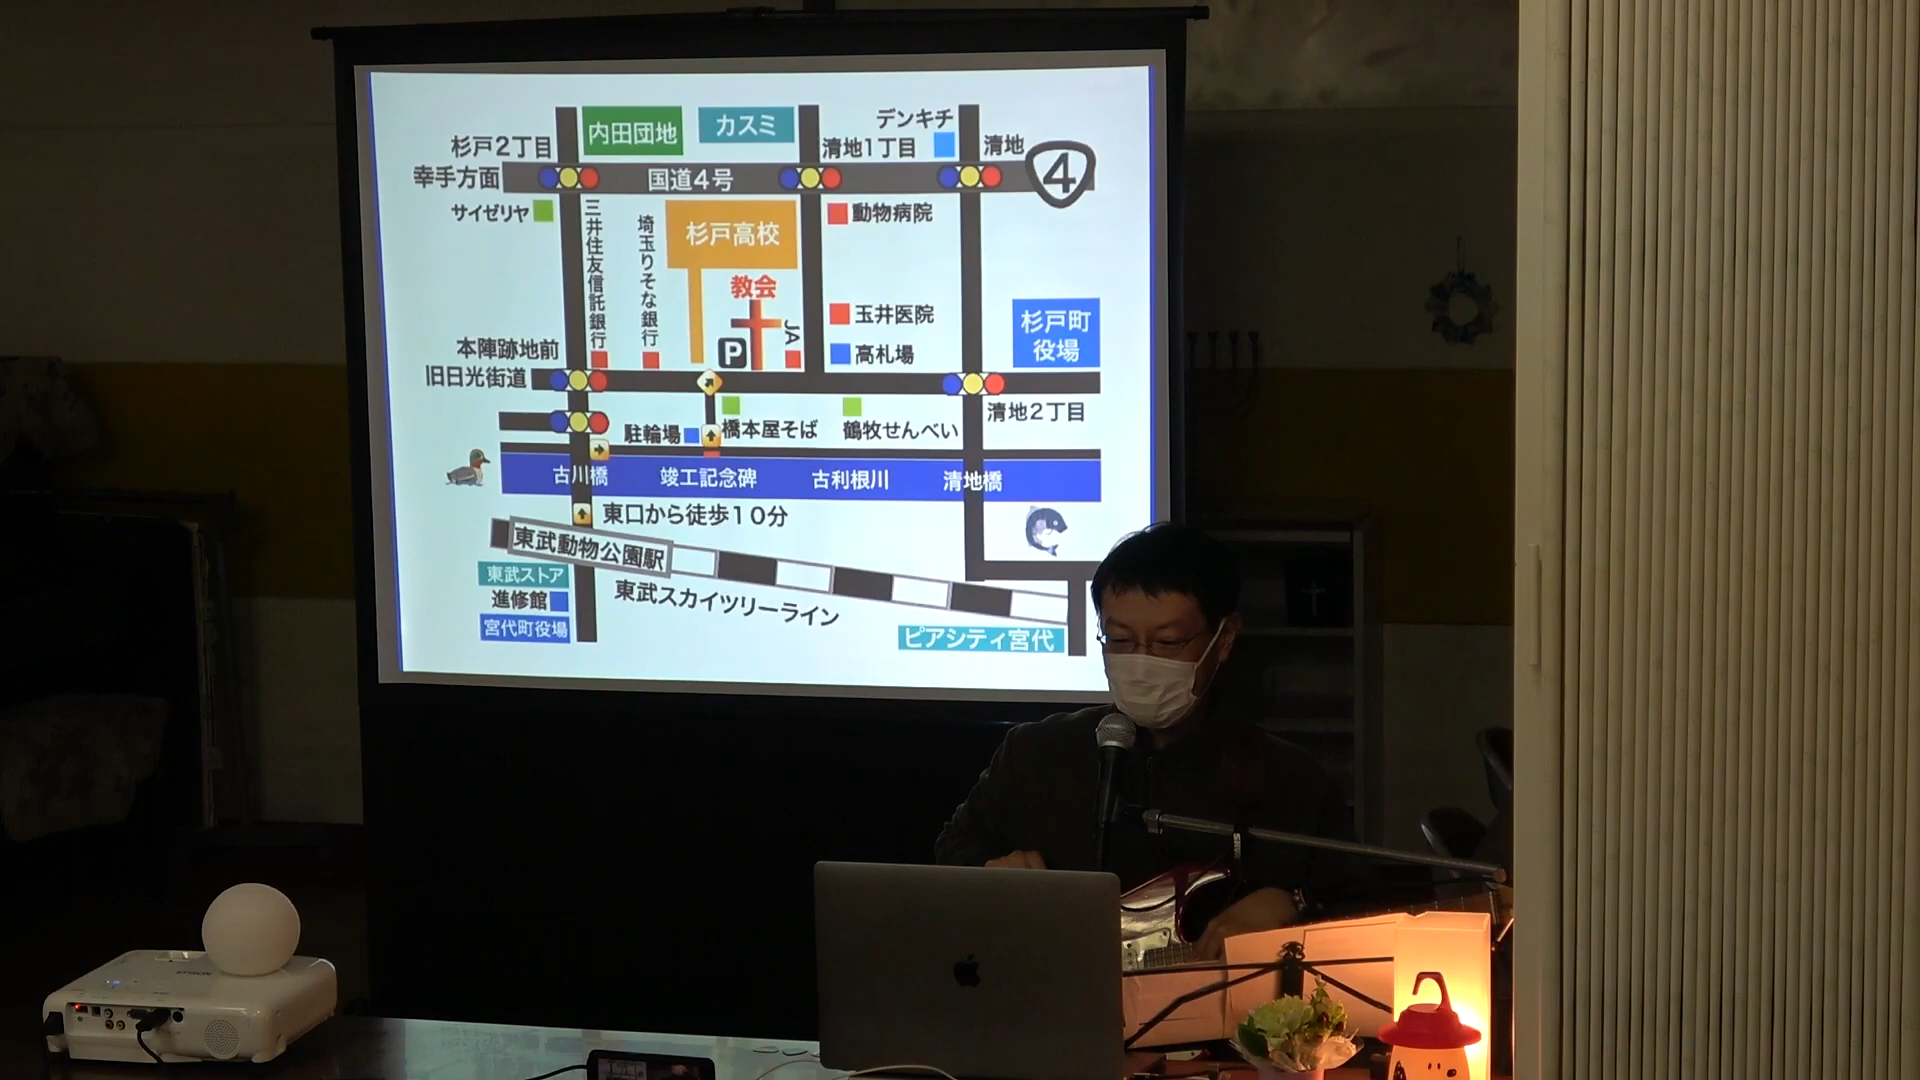 デンキチ
内田団地
カスミ
杉戸2丁目
清地1丁目
清地
幸手方面
国道4号
4
サイゼリヤ
三井住友信託銀行
埼玉りそな銀行
杉戸高校
動物病院
教会
JA
P
玉井医院
高札場
杉戸町
役場
本陣跡地前
旧日光街道
清地2丁目
駐輪場
橋本屋そば
鶴牧せんべい
古川橋
竣工記念碑
古利根川
清地橋
東口から徒歩10分
東武動物公園駅
東武ストア
進修館
宮代町役場
東武スカイツリーライン
ピアシティ宮代